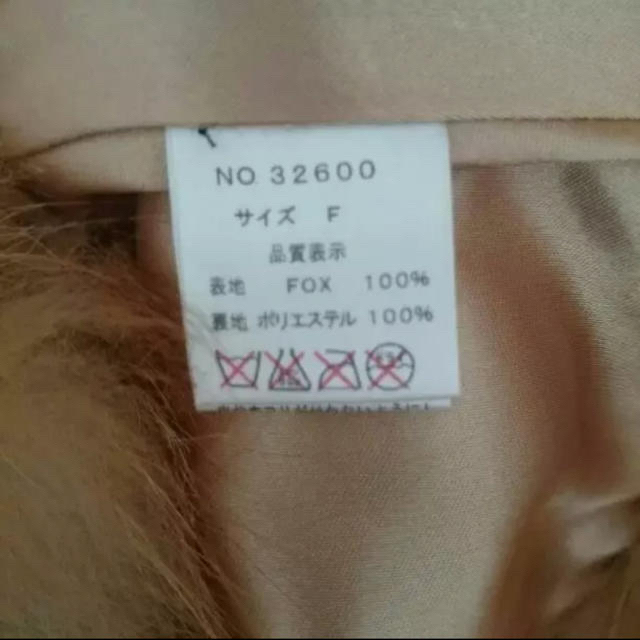 NO. 32600
サイズ F
品質表示
表地 FOX 100%
裏地 ポリエステル 100%